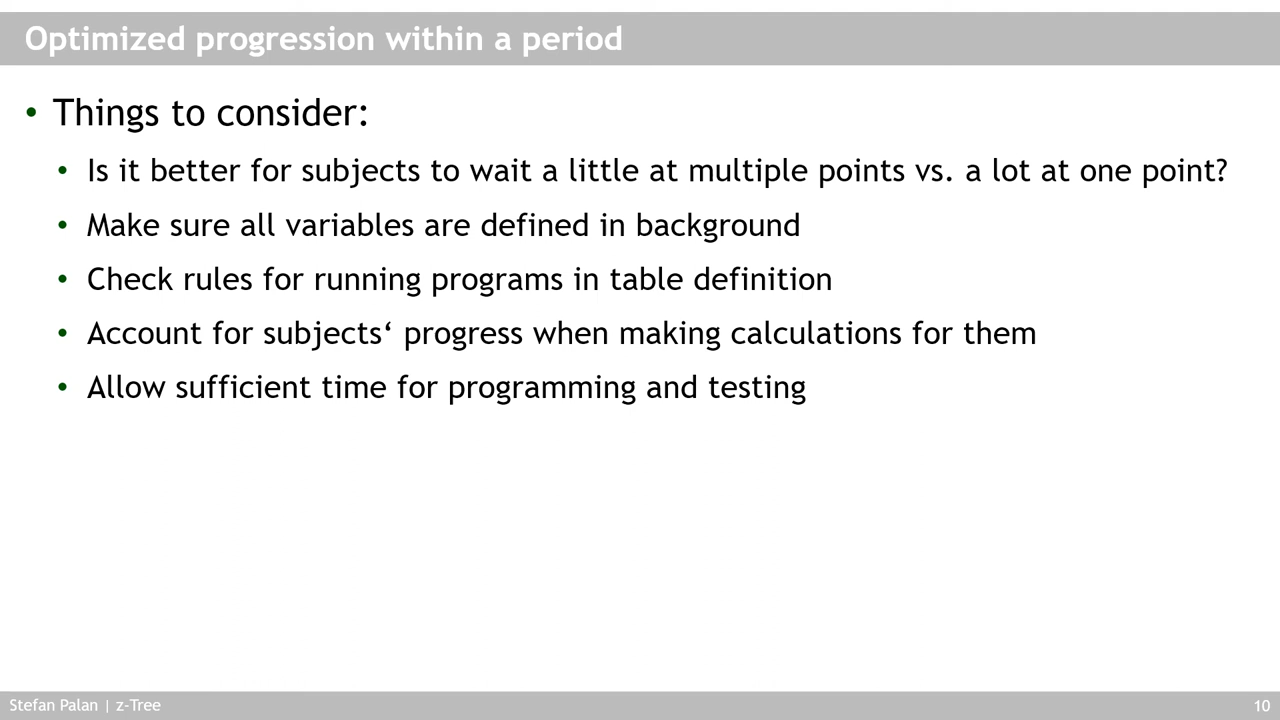 Optimized progression within a period
• Things to consider:
• Is it better for subjects to wait a little at multiple points vs. a lot at one point?
• Make sure all variables are defined in background
• Check rules for running programs in table definition
• Account for subjects‘ progress when making calculations for them
• Allow sufficient time for programming and testing
Stefan Palan | z-Tree
10